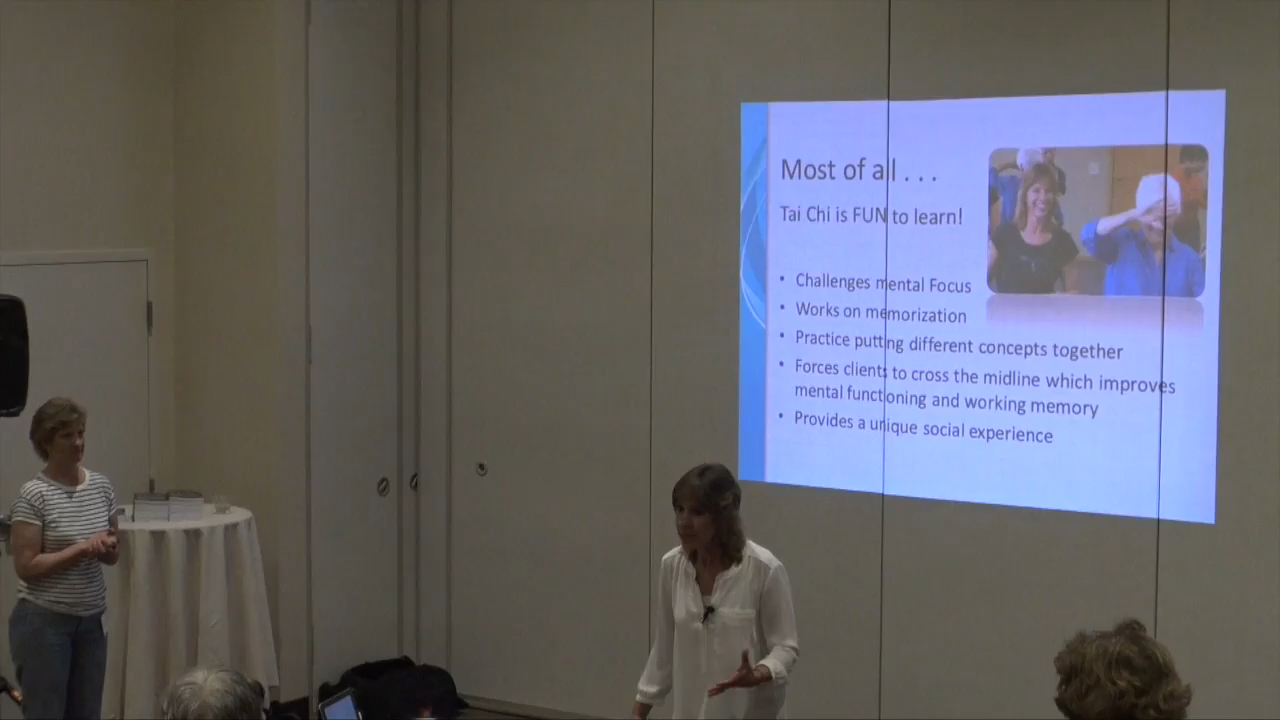 Most of all . . .
Tai Chi is FUN to learn!
• Challenges mental Focus
• Works on memorization
• Practice putting different concepts together
• Forces clients to cross the midline which improves
mental functioning and working memory
• Provides a unique social experience